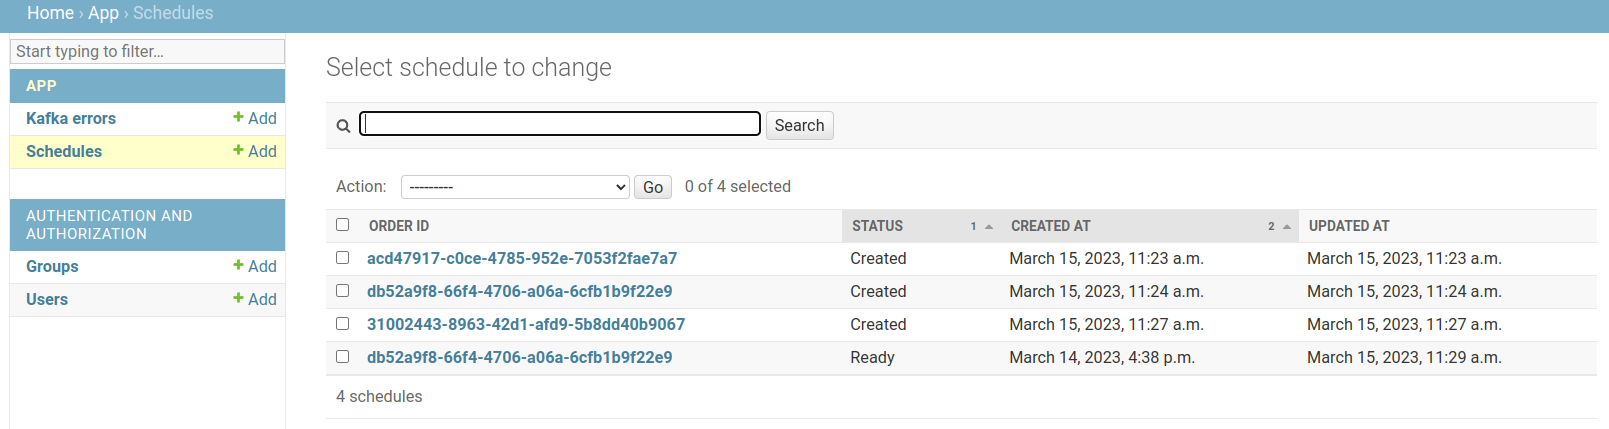 Home › App › Schedules
Start typing to filter...
APP
Kafka errors + Add
Schedules + Add
AUTHENTICATION AND
AUTHORIZATION
Groups + Add
Users + Add
Select schedule to change
Search
Action: --------- Go 0 of 4 selected
ORDER ID STATUS 1 CREATED AT 2 UPDATED AT
acd47917-c0ce-4785-952e-7053f2fae7a7 Created March 15, 2023, 11:23 a.m. March 15, 2023, 11:23 a.m.
db52a9f8-66f4-4706-a06a-6cfb1b9f22e9 Created March 15, 2023, 11:24 a.m. March 15, 2023, 11:24 a.m.
31002443-8963-42d1-afd9-5b8dd40b9067 Created March 15, 2023, 11:27 a.m. March 15, 2023, 11:27 a.m.
db52a9f8-66f4-4706-a06a-6cfb1b9f22e9 Ready March 14, 2023, 4:38 p.m. March 15, 2023, 11:29 a.m.
4 schedules